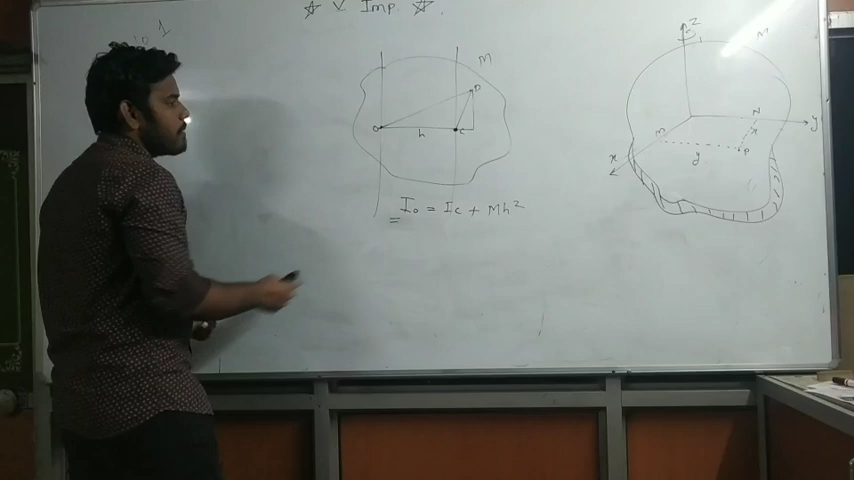 ☆ V Imp. ☆.
M
P
O
h
C
I₀ = Ic + Mh²
=
z
M
N
y
x
M
x
y
P